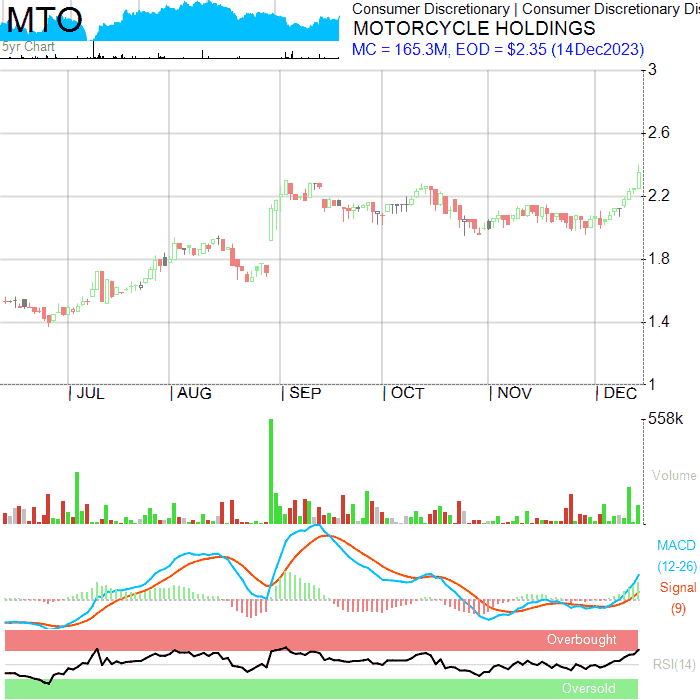 MTO
5yr Chart
Consumer Discretionary | Consumer Discretionary Dis
MOTORCYCLE HOLDINGS
MC = 165.3M, EOD = $2.35 (14Dec2023)
3
2.6
2.2
1.8
1.4
1
JUL AUG SEP OCT NOV DEC
558k
Volume
MACD
(12-26)
Signal
(9)
Overbought
RSI(14)
Oversold